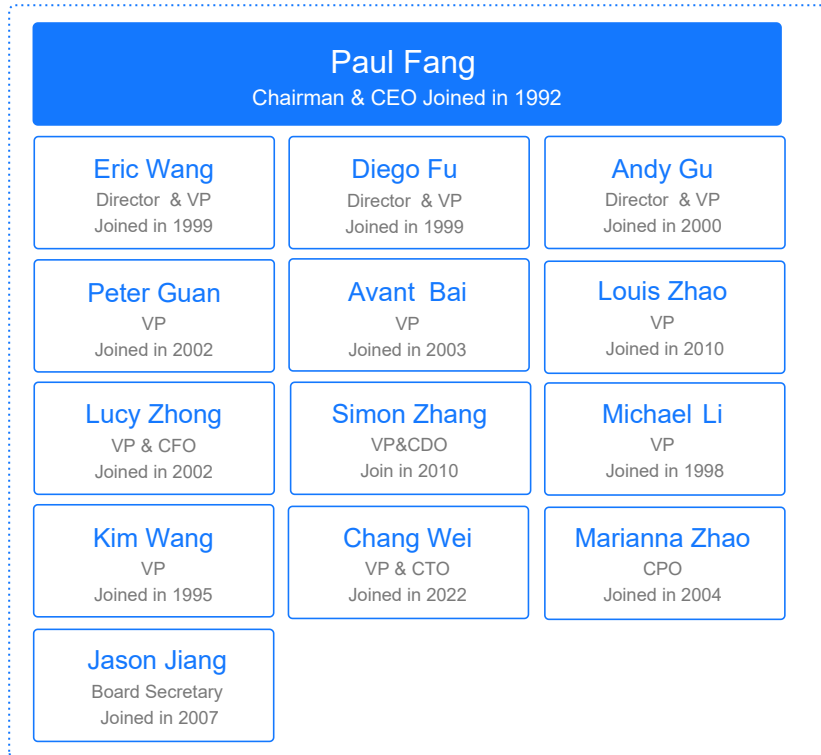 Paul Fang
Chairman & CEO Joined in 1992
Eric Wang
Director & VP
Joined in 1999
Diego Fu
Director & VP
Joined in 1999
Andy Gu
Director & VP
Joined in 2000
Peter Guan
VP
Joined in 2002
Avant Bai
VP
Joined in 2003
Louis Zhao
VP
Joined in 2010
Lucy Zhong
VP & CFO
Joined in 2002
Simon Zhang
VP&CDO
Join in 2010
Michael Li
VP
Joined in 1998
Kim Wang
VP
Joined in 1995
Chang Wei
VP & CTO
Joined in 2022
Marianna Zhao
CPO
Joined in 2004
Jason Jiang
Board Secretary
Joined in 2007